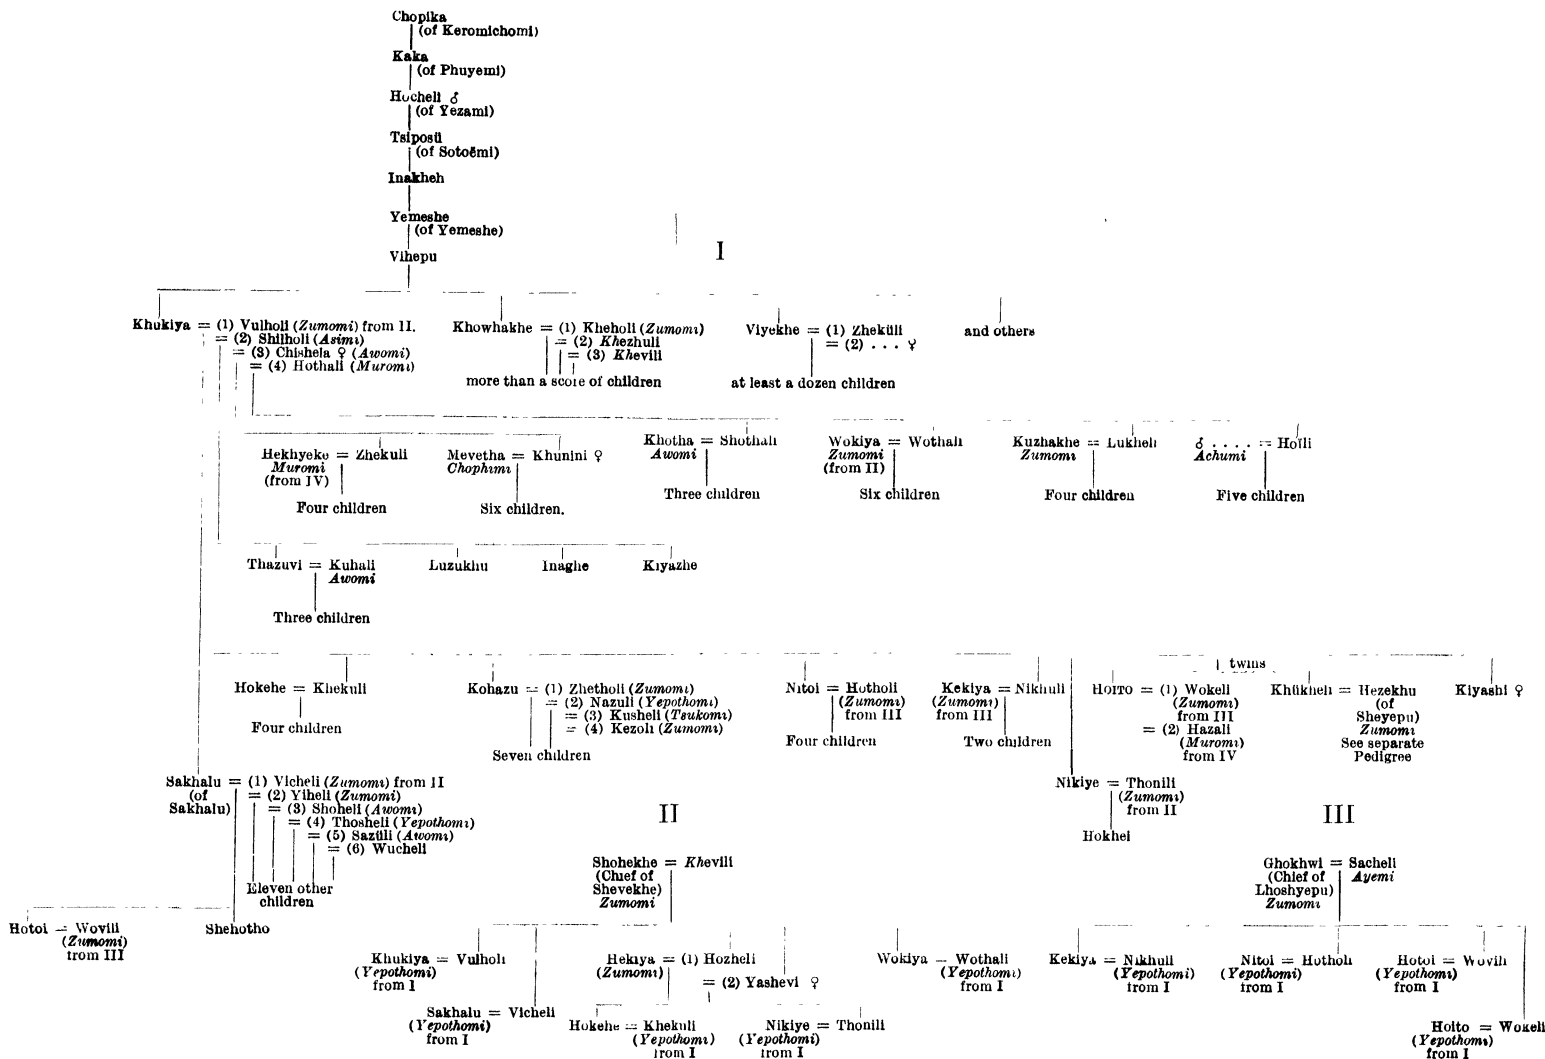 Chopika
(of Keromichomi)
Kaka
(of Phuyemi)
Hocheli ♂
(of Yezami)
Tsiposü
(of Sotoëmi)
Inakheh
Yemeshe
(of Yemeshe)
Vihepu
I
Khukiya = (1) Vulholi (Zumomi) from II.
= (2) Shilholi (Asimi)
= (3) Chishela ♀ (Awomi)
= (4) Hothali (Muromi)
Khowhakhe = (1) Kheholi (Zumomi)
= (2) Khezhuli
= (3) Khevili
more than a score of children
Viyekhe = (1) Zheküli
= (2) . . . ♀
at least a dozen children
and others
Hekhyeke = Zhekuli
Muromi
(from IV)
Four children
Mevetha = Khunini ♀
Chophimi
Six children.
Khotha = Shothali
Awomi
Three children
Wokiya = Wothali
Zumomi
(from II)
Six children
Kuzhakhe = Lukheli
Zumomi
Four children
♂ . . . . = Hoili
Achumi
Five children
Thazuvi = Kuhali
Awomi
Three children
Luzukhu
Inaghe
Kiyazhe
Hokehe = Khekuli
Four children
Kohazu = (1) Zhetholi (Zumomi)
= (2) Nazuli (Yepothomi)
= (3) Kusheli (Tsukomi)
= (4) Kezoli (Zumomi)
Seven children
Nitoi = Hotholi
(Zumomi)
from III
Four children
Kekiya = Nikhuli
(Zumomi)
from III
Two children
twins
HOITO = (1) Wokeli
(Zumomi)
from III
= (2) Hazali
(Muromi)
from IV
Khükheli = Hezekhu
(of
Sheyepu)
Zumomi
See separate
Pedigree
Kiyashi ♀
Sakhalu = (1) Vicheli (Zumomi) from II
(of
Sakhalu)
= (2) Yiheli (Zumomi)
= (3) Shoheli (Awomi)
= (4) Thosheli (Yepothomi)
= (5) Sazüli (Awomi)
= (6) Wucheli
Eleven other
children
Nikiye = Thonili
(Zumomi)
from II
Hokhei
Hotoi = Wovili
(Zumomi)
from III
Shehotho
II
Shohekhe = Khevili
(Chief of
Shevekhe)
Zumomi
Khukiya = Vulholi
(Yepothomi)
from I
Sakhalu = Vicheli
(Yepothomi)
from I
Hekiya = (1) Hozheli
(Zumomi)
= (2) Yashevi ♀
Hokehe = Khekuli
(Yepothomi)
from I
Nikiye = Thonili
(Yepothomi)
from I
Wokiya = Wothali
(Yepothomi)
from I
III
Ghokhwi = Sacheli
(Chief of Ayemi
Lhoshyepu)
Zumomi
Kekiya = Nikhuli
(Yepothomi)
from I
Nitoi = Hotholi
(Yepothomi)
from I
Hotoi = Wovili
(Yepothomi)
from I
Hoito = Wokeli
(Yepothomi)
from I